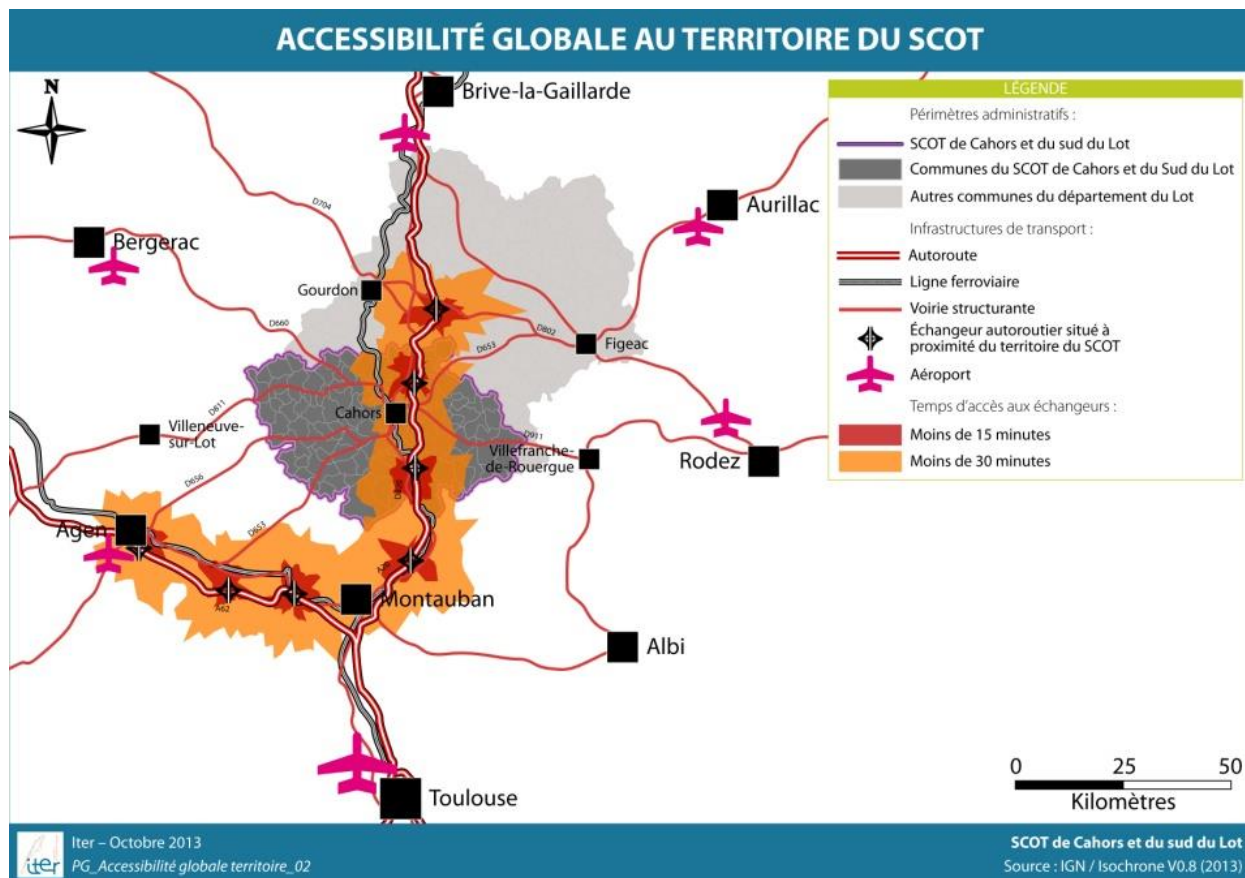 ACCESSIBILITÉ GLOBALE AU TERRITOIRE DU SCOT
N
Brive-la-Gaillarde
LÉGENDE
Périmètres administratifs :
SCOT de Cahors et du sud du Lot
Communes du SCOT de Cahors et du Sud du Lot
Autres communes du département du Lot
Infrastructures de transport :
Autoroute
Ligne ferroviaire
Voirie structurante
Échangeur autoroutier situé à
proximité du territoire du SCOT
Aéroport
Temps d'accès aux échangeurs :
Moins de 15 minutes
Moins de 30 minutes
D704
Aurillac
Bergerac
Gourdon
D660
D802
D653
Figeac
D811
Cahors
Villeneuve-
sur-Lot
D911
Villefranche-
de-Rouergue
Rodez
D656
D653
Agen
A62
Montauban
Albi
Toulouse
0 25 50
Kilomètres
iter
Iter – Octobre 2013
PG_Accessibilité globale territoire_02
SCOT de Cahors et du sud du Lot
Source : IGN / Isochrone V0.8 (2013)